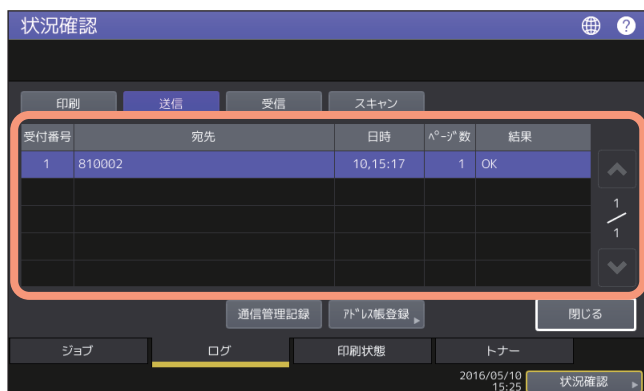 状況確認 ?
印刷 送信 受信 スキャン
受付番号 宛先 日時 ﾍﾟｰｼﾞ数 結果
1 810002 10,15:17 1 OK
1
1
通信管理記録 ｱﾄﾞﾚｽ帳登録 閉じる
ジョブ ログ 印刷状態 トナー
2016/05/10
15:25 状況確認